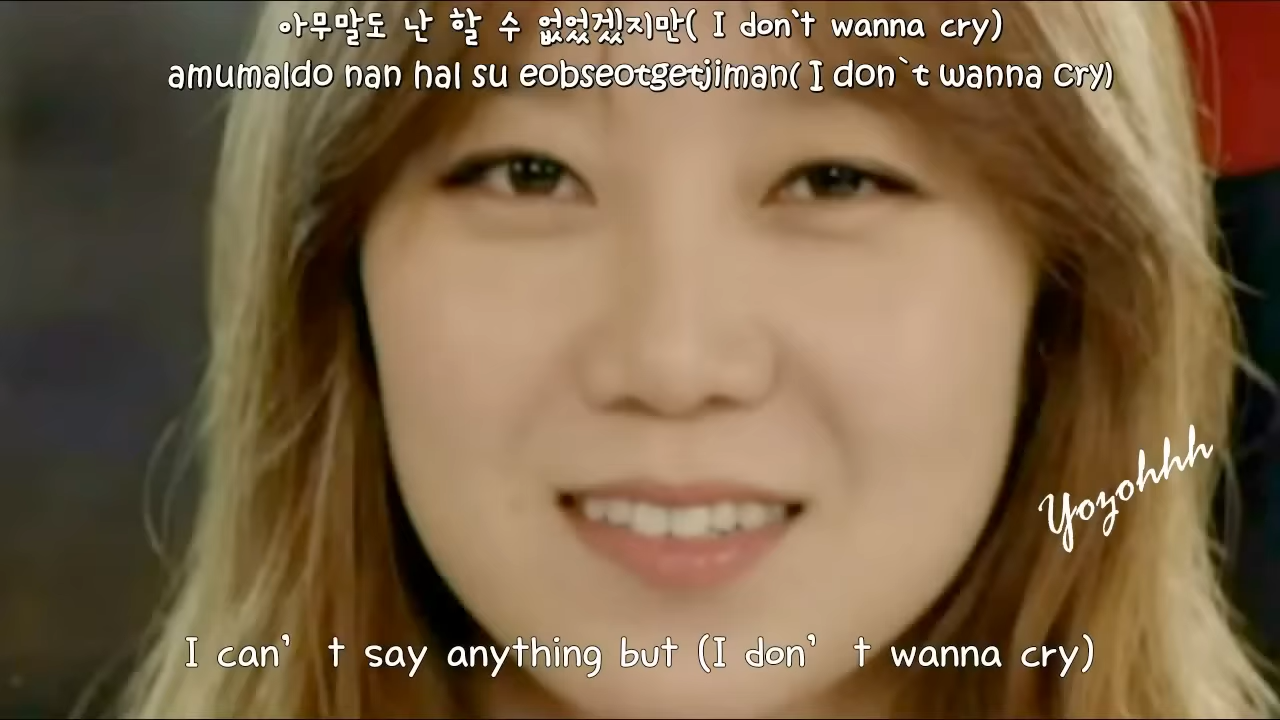 아무말도 난 할 수 없었겠지만( I don`t wanna cry)
amumaldo nan hal su eobseotgetjiman( I don`t wanna cry)
Yozohhh
I can’ t say anything but (I don’ t wanna cry)